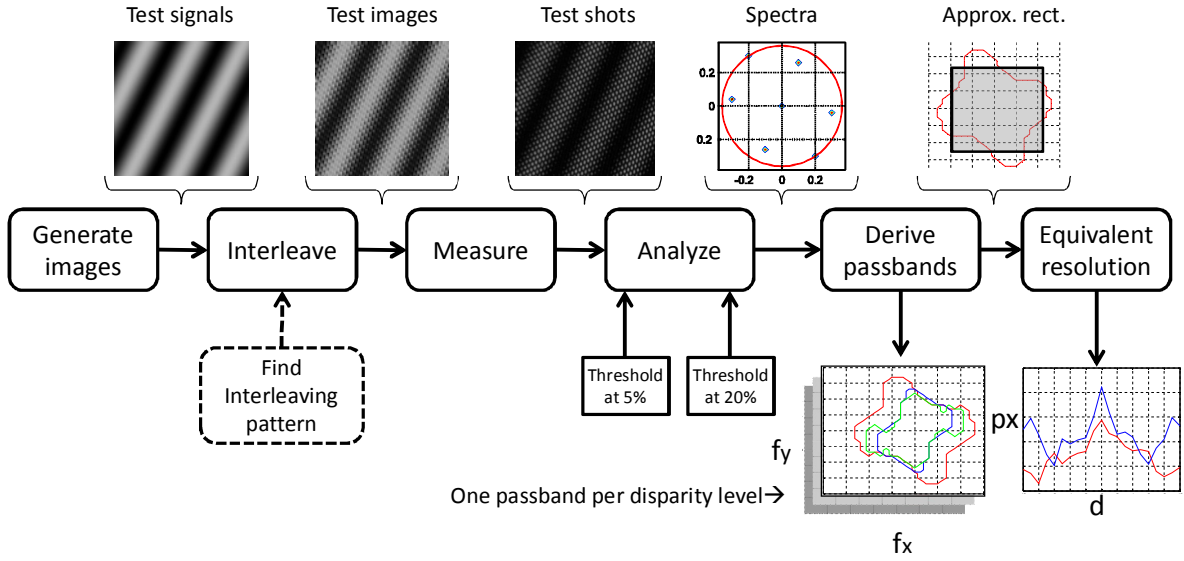 Test signals
Test images
Test shots
Spectra
Approx. rect.
0.2
0
0.2
-0.2 0 0.2
Generate
images
Interleave
Measure
Analyze
Derive
passbands
Equivalent
resolution
Find
Interleaving
pattern
Threshold
at 5%
Threshold
at 20%
fy
px
One passband per disparity level→
d
fx